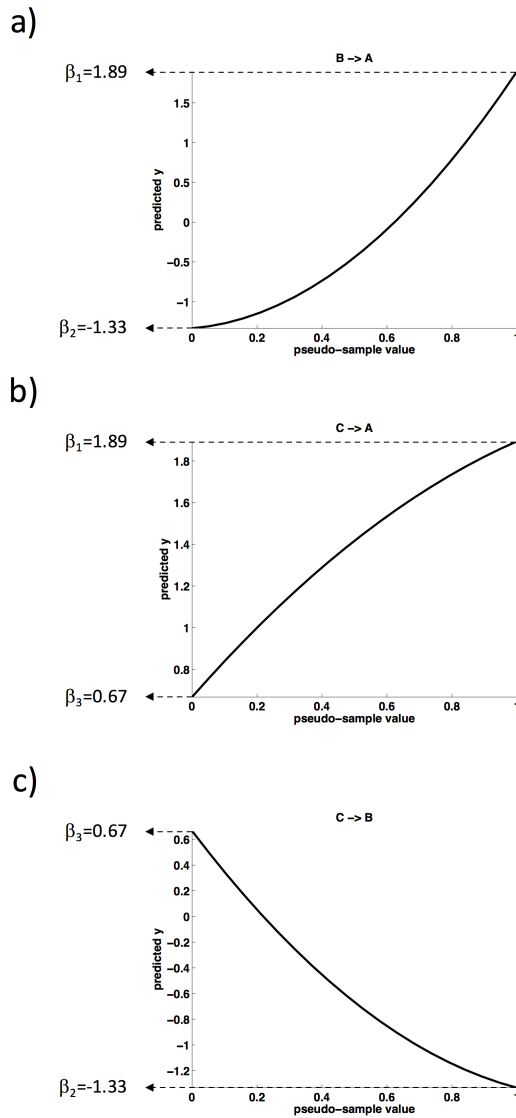 a)
B −> A
β₁=1.89
1.5
1
0.5
0
−0.5
−1
predicted y
β₂=-1.33
0 0.2 0.4 0.6 0.8 1
pseudo−sample value
b)
C −> A
β₁=1.89
1.8
1.6
1.4
1.2
1
0.8
predicted y
β₃=0.67
0 0.2 0.4 0.6 0.8 1
pseudo−sample value
c)
C −> B
β₃=0.67
0.6
0.4
0.2
0
−0.2
−0.4
−0.6
−0.8
−1
−1.2
predicted y
β₂=-1.33
0 0.2 0.4 0.6 0.8 1
pseudo−sample value